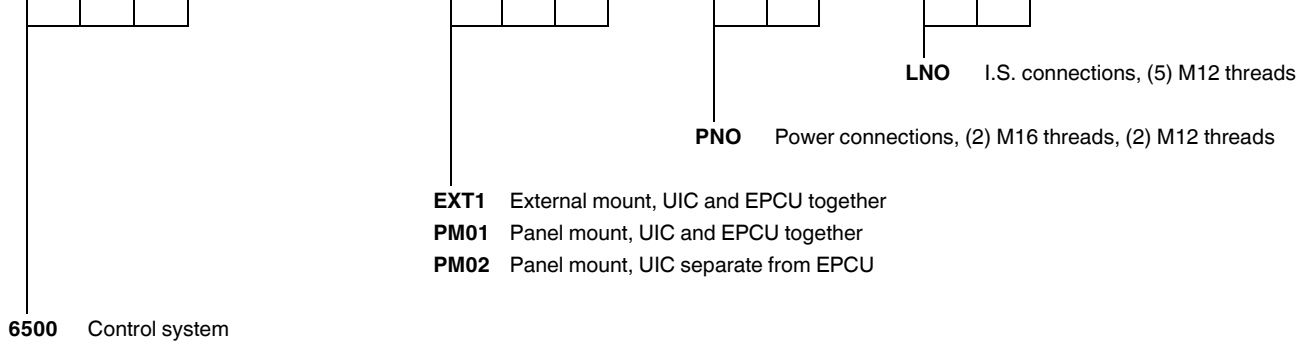 LNO I.S. connections, (5) M12 threads
PNO Power connections, (2) M16 threads, (2) M12 threads
EXT1 External mount, UIC and EPCU together
PM01 Panel mount, UIC and EPCU together
PM02 Panel mount, UIC separate from EPCU
6500 Control system